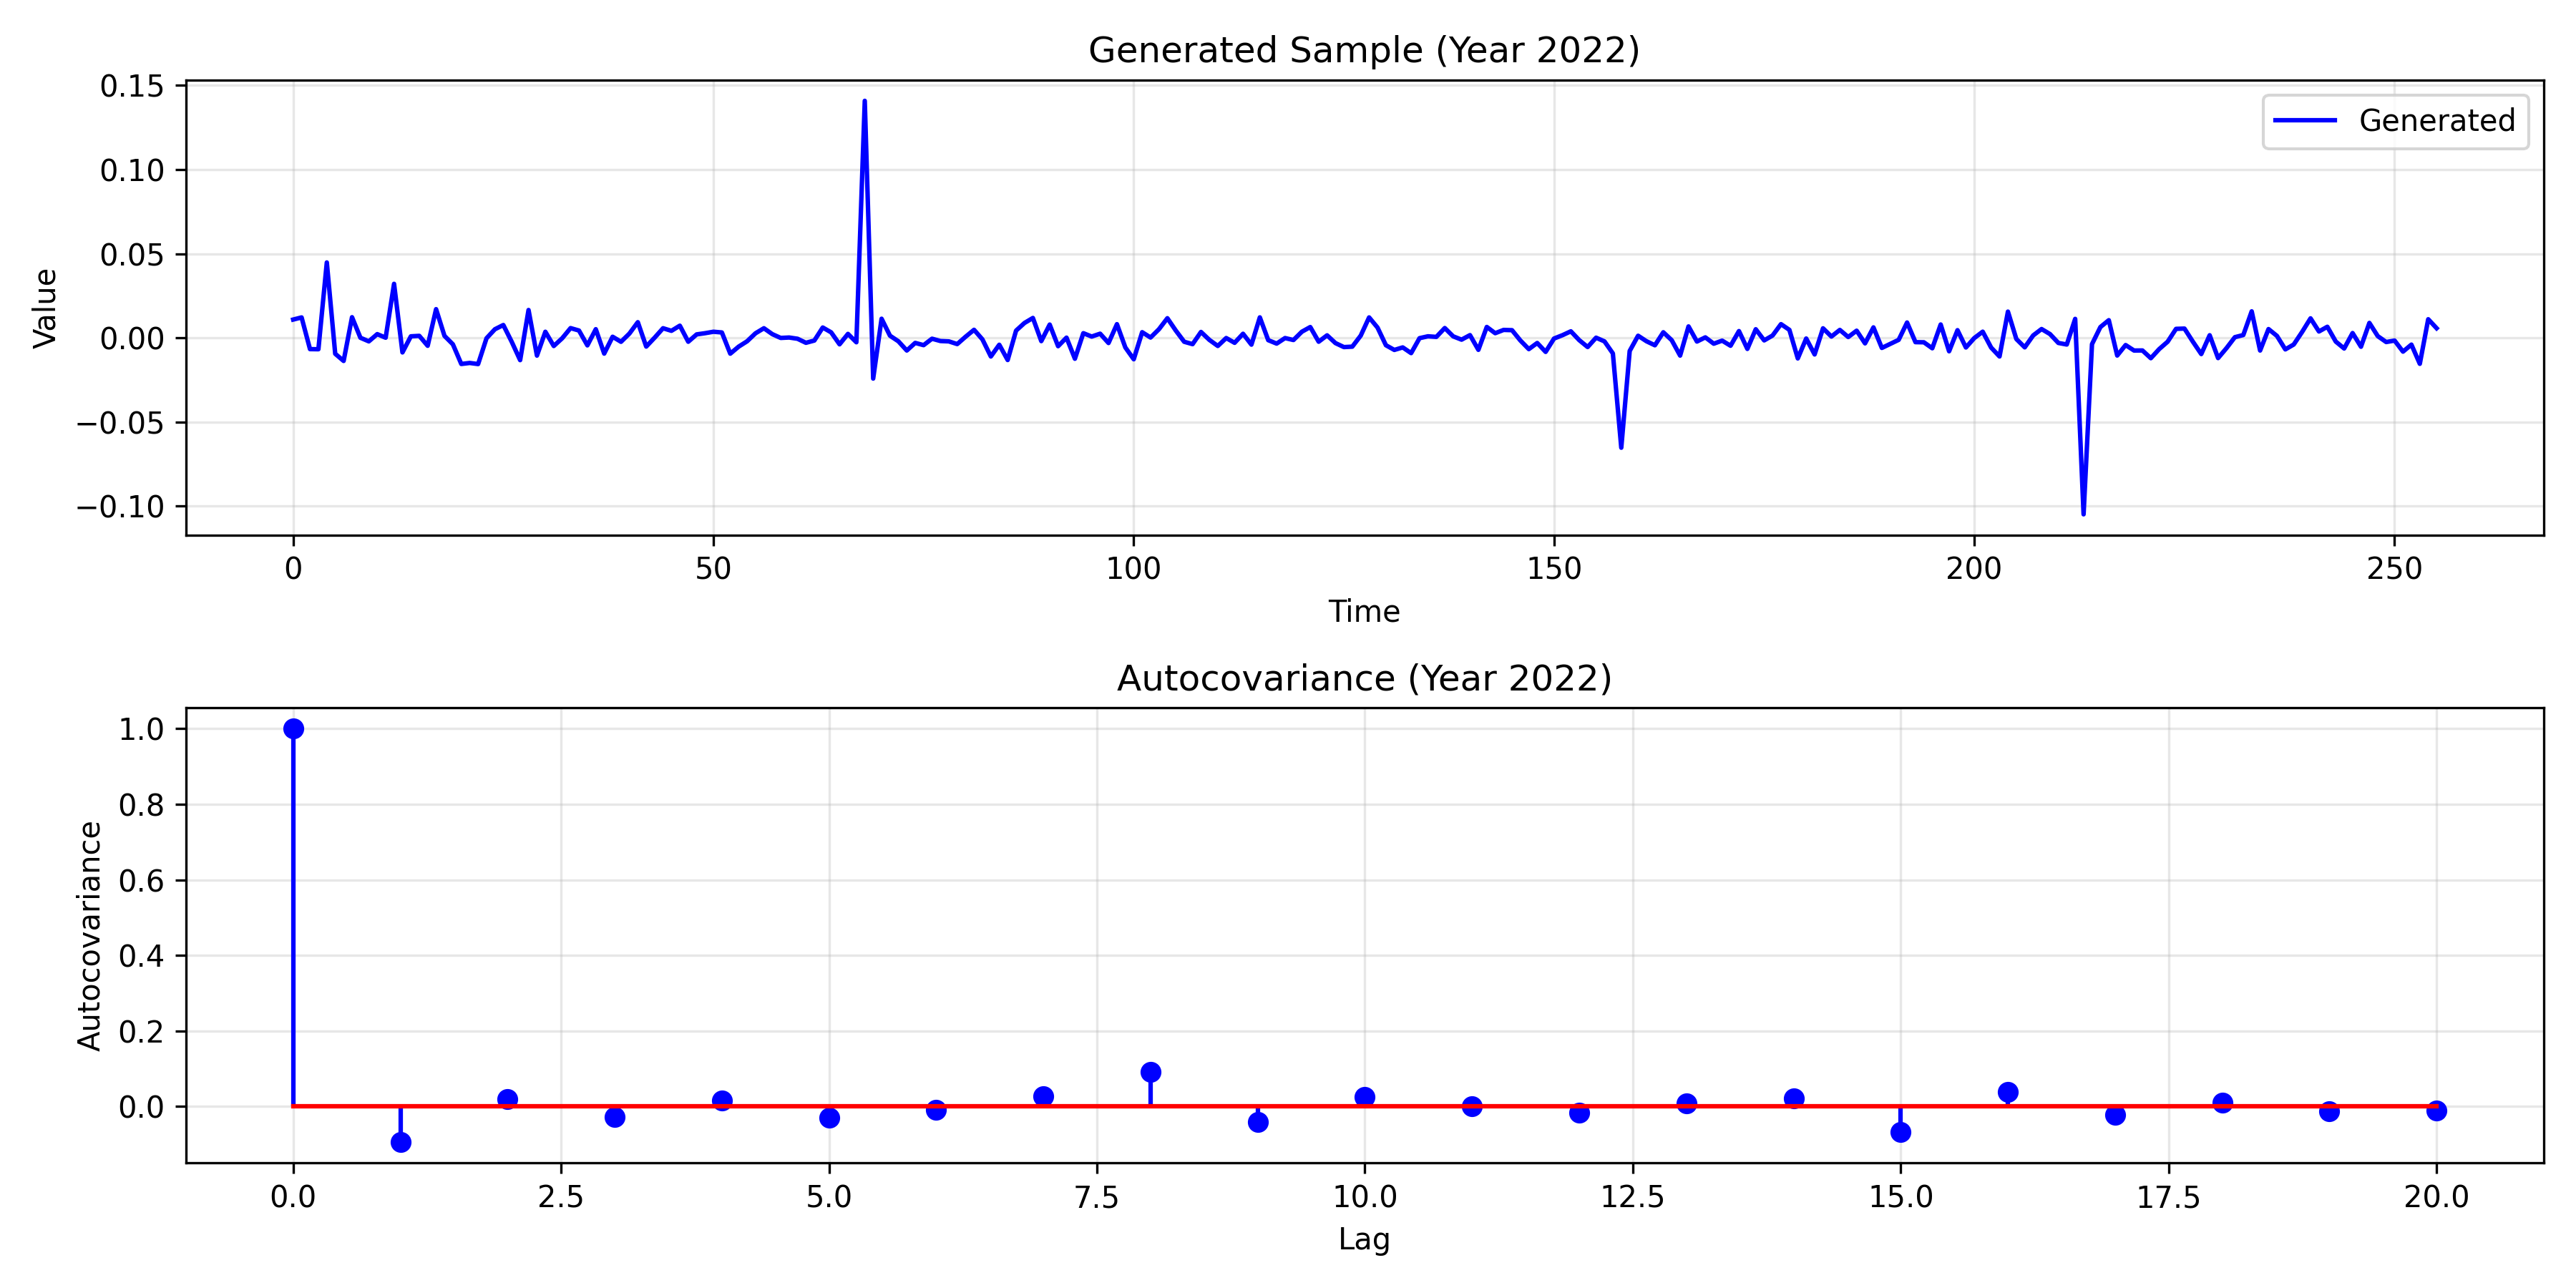 Generated Sample (Year 2022)
0.15
0.10
0.05
0.00
−0.05
−0.10
Value
Generated
0 50 100 150 200 250
Time
Autocovariance (Year 2022)
1.0
0.8
0.6
0.4
0.2
0.0
Autocovariance
0.0 2.5 5.0 7.5 10.0 12.5 15.0 17.5 20.0
Lag